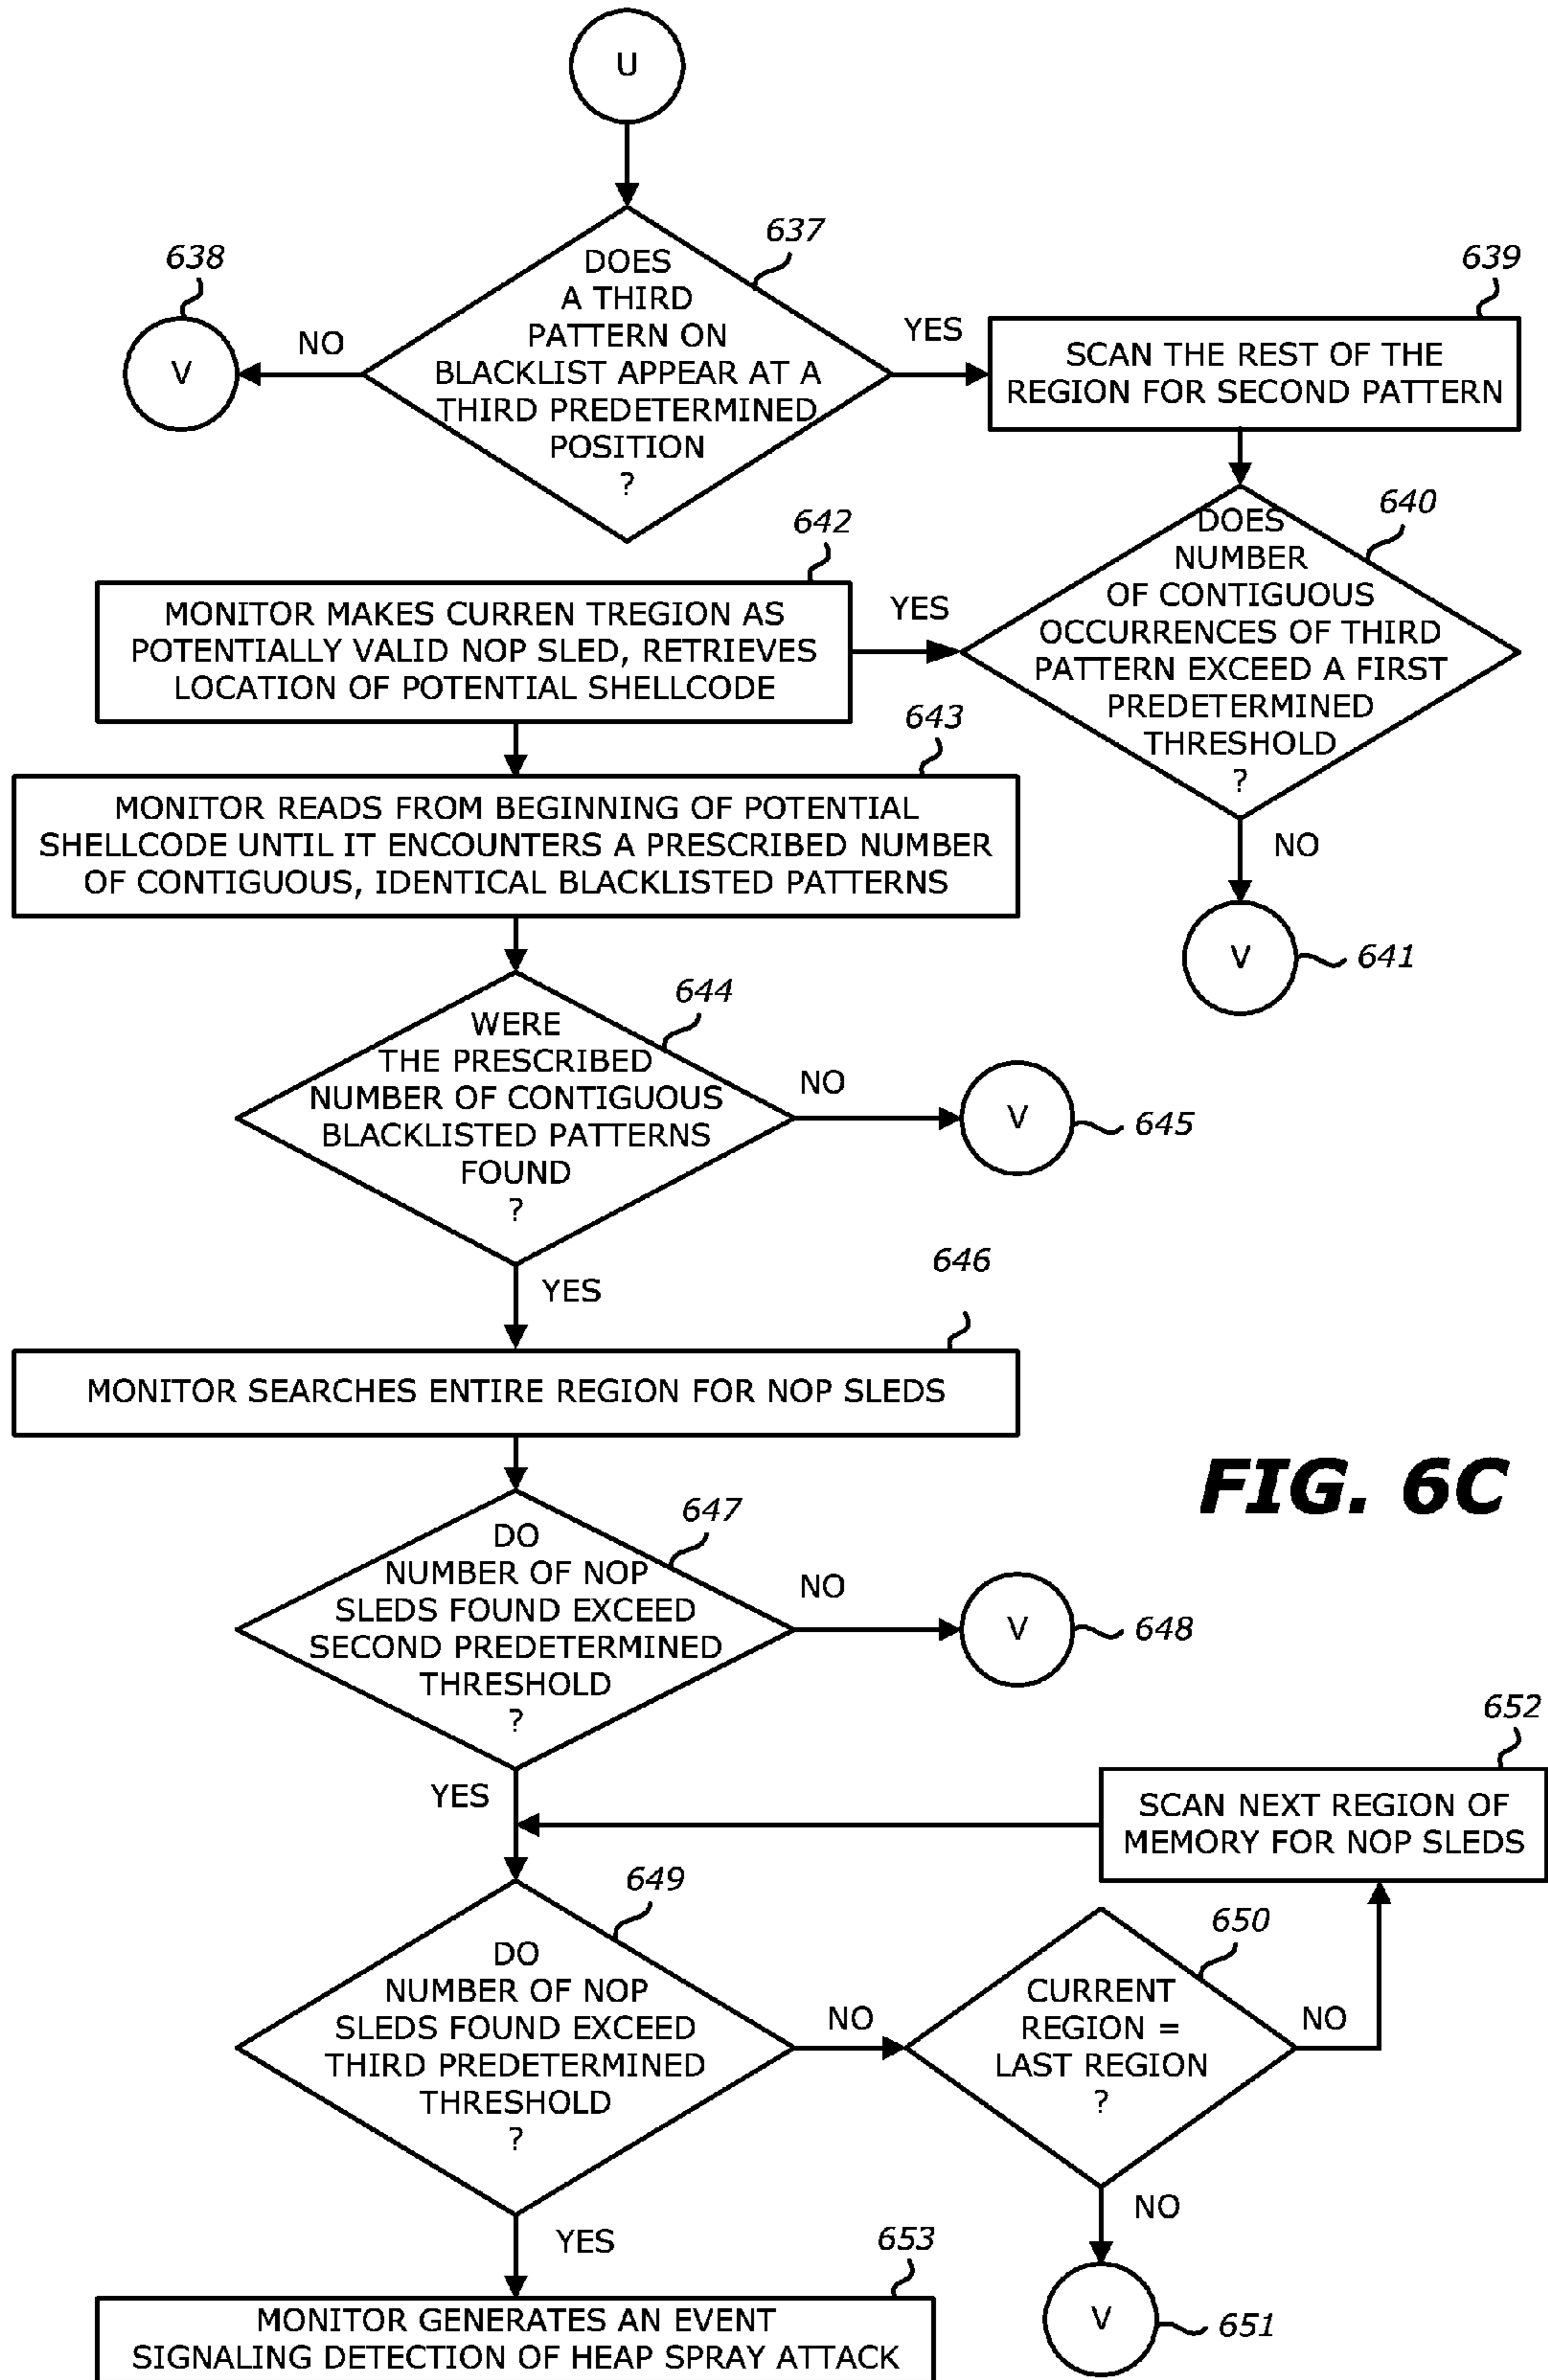 U
637
DOES
A THIRD
PATTERN ON
BLACKLIST APPEAR AT A
THIRD PREDETERMINED
POSITION
?
638
NO
V
YES
639
SCAN THE REST OF THE
REGION FOR SECOND PATTERN
640
DOES
NUMBER
OF CONTIGUOUS
OCCURRENCES OF THIRD
PATTERN EXCEED A FIRST
PREDETERMINED
THRESHOLD
?
642
YES
MONITOR MAKES CURREN TREGION AS
POTENTIALLY VALID NOP SLED, RETRIEVES
LOCATION OF POTENTIAL SHELLCODE
NO
V
641
643
MONITOR READS FROM BEGINNING OF POTENTIAL
SHELLCODE UNTIL IT ENCOUNTERS A PRESCRIBED NUMBER
OF CONTIGUOUS, IDENTICAL BLACKLISTED PATTERNS
644
WERE
THE PRESCRIBED
NUMBER OF CONTIGUOUS
BLACKLISTED PATTERNS
FOUND
?
NO
V
645
YES
646
MONITOR SEARCHES ENTIRE REGION FOR NOP SLEDS
FIG. 6C
647
DO
NUMBER OF NOP
SLEDS FOUND EXCEED
SECOND PREDETERMINED
THRESHOLD
?
NO
V
648
YES
652
SCAN NEXT REGION OF
MEMORY FOR NOP SLEDS
649
DO
NUMBER OF NOP
SLEDS FOUND EXCEED
THIRD PREDETERMINED
THRESHOLD
?
NO
650
CURRENT
REGION =
LAST REGION
?
NO
NO
V
651
YES
653
MONITOR GENERATES AN EVENT
SIGNALING DETECTION OF HEAP SPRAY ATTACK